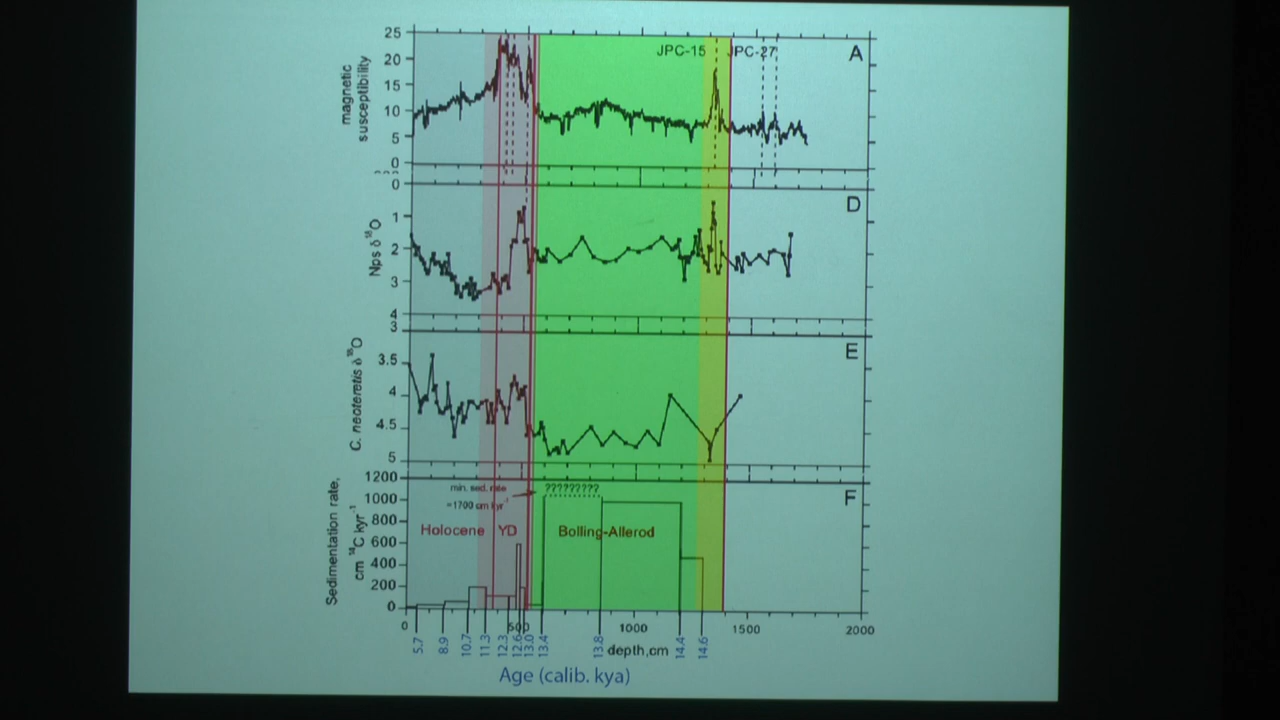 25
20
15
10
5
0
magnetic
susceptibility
JPC-15
JPC-27
A
0
1
2
3
4
Nps δ¹⁸O
D
3
3.5
4
4.5
5
C. neoteretis δ¹⁸O
E
1200
1000
800
600
400
200
0
Sedimentation rate,
cm ¹⁴C kyr⁻¹
min. sed. rate
=1700 cm kyr⁻¹
?????????
F
Holocene YD Bolling-Allerod
0 500 1000 1500 2000
depth,cm
5.7 8.9 10.7 11.3 12.3 12.6 13.0 13.4 13.8 14.4 14.6
Age (calib. kya)